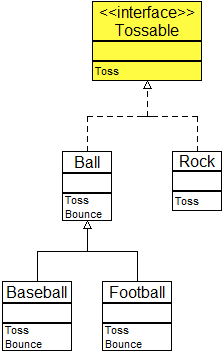 <<interface>>
Tossable
Toss
Ball
Toss
Bounce
Rock
Toss
Baseball
Toss
Bounce
Football
Toss
Bounce